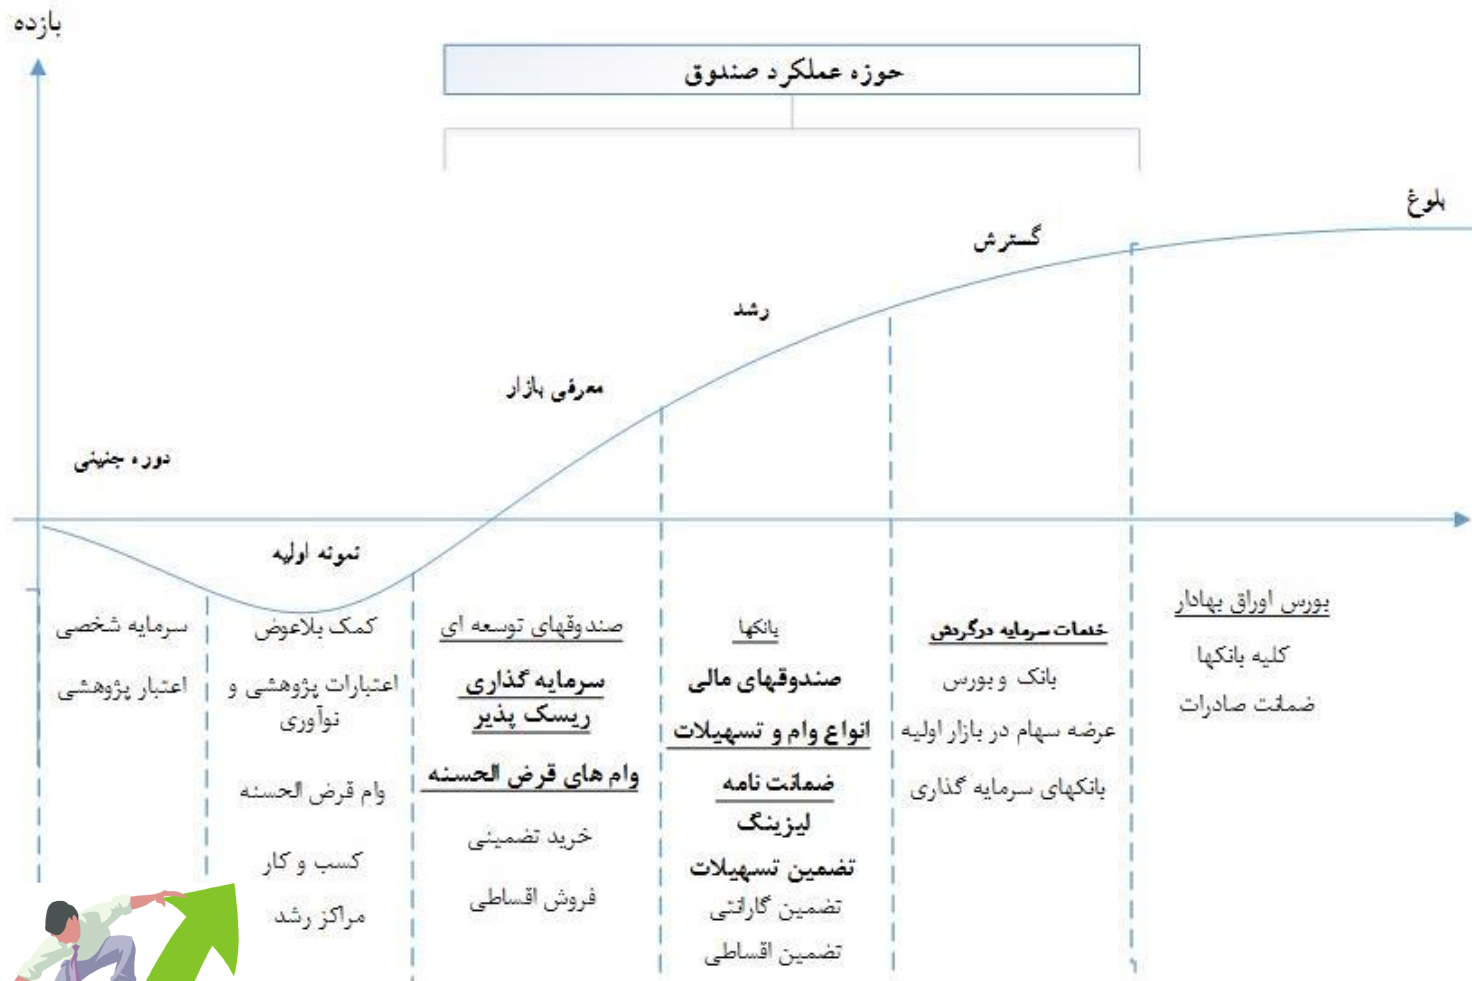 بازده
حوزه عملکرد صندوق
بلوغ
گسترش
رشد
معرفی بازار
دوره جنینی
نمونه اولیه
سرمایه شخصی
اعتبار پژوهشی
کمک بلاعوض
اعتبارات پژوهشی و
نوآوری
وام قرض الحسنه
کسب و کار
مراکز رشد
صندوقهای توسعه ای
سرمایه گذاری
ریسک پذیر
وام های قرض الحسنه
خرید تضمینی
فروش اقساطی
بانکها
صندوقهای مالی
انواع وام و تسهیلات
ضمانت نامه
لیزینگ
تضمین تسهیلات
تضمین گارانتی
تضمین اقساطی
خدمات سرمایه درگردش
بانک و بورس
عرضه سهام در بازار اولیه
بانکهای سرمایه گذاری
بورس اوراق بهادار
کلیه بانکها
ضمانت صادرات